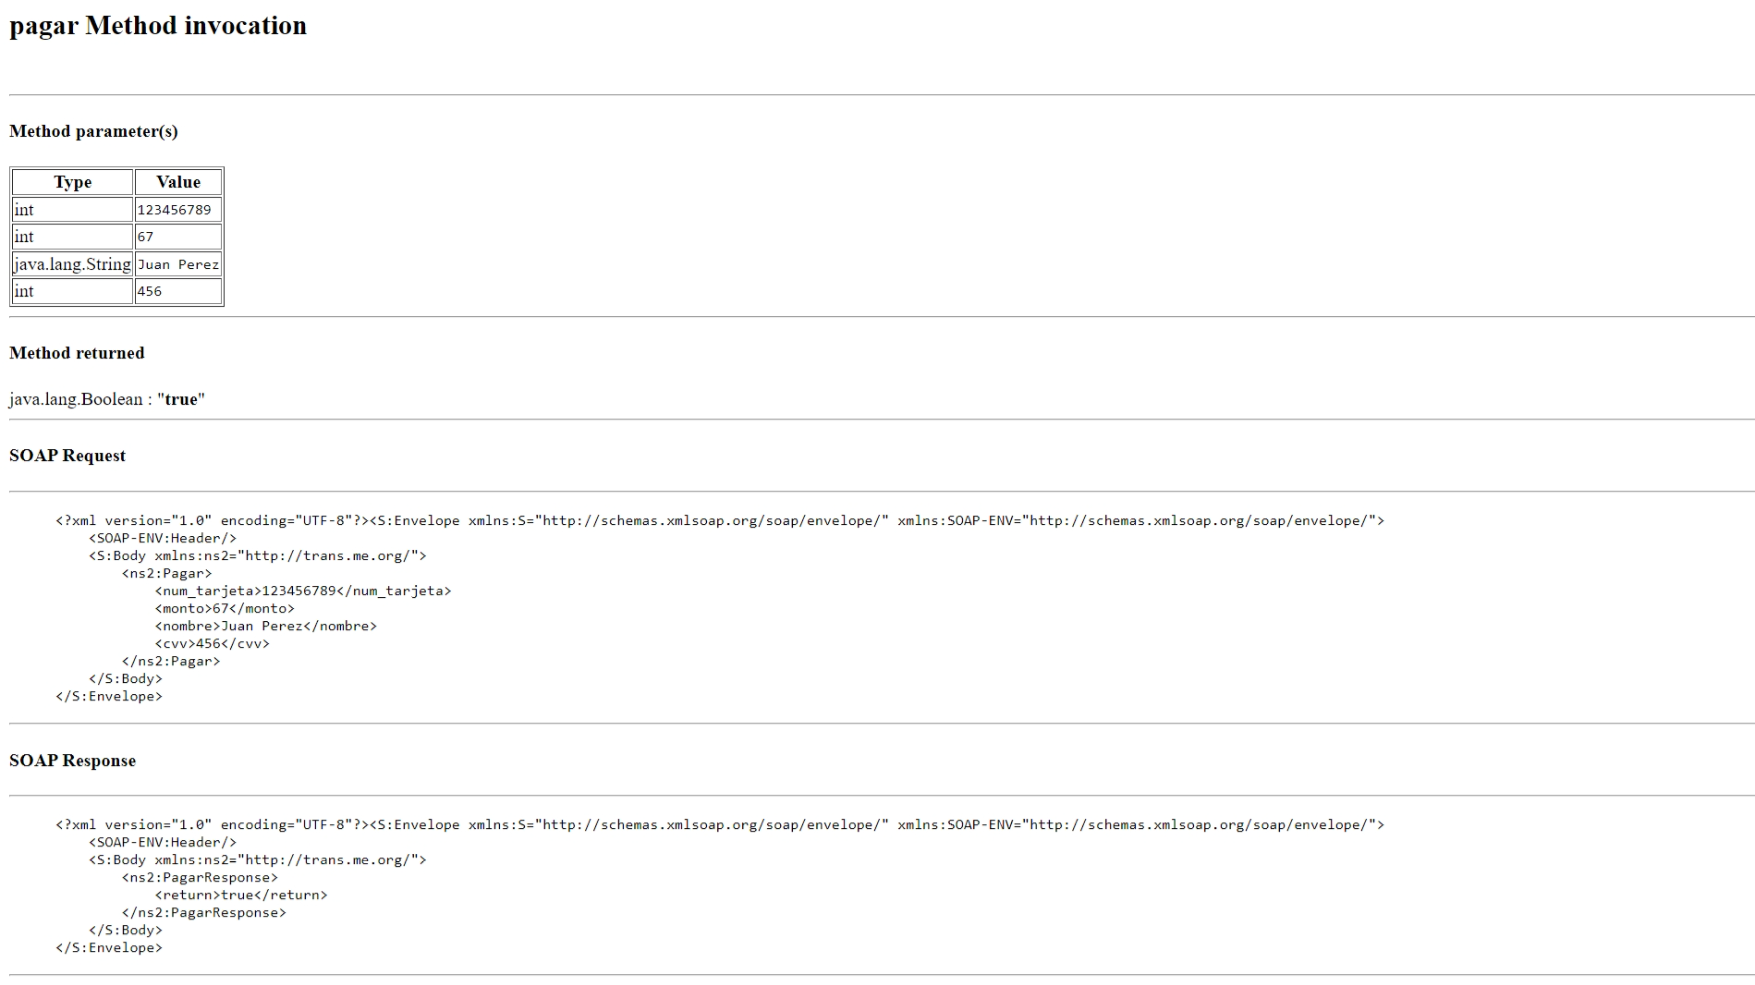 pagar Method invocation
Method parameter(s)
Type Value
int 123456789
int 67
java.lang.String Juan Perez
int 456
Method returned
java.lang.Boolean : "true"
SOAP Request
<?xml version="1.0" encoding="UTF-8"?><S:Envelope xmlns:S="http://schemas.xmlsoap.org/soap/envelope/" xmlns:SOAP-ENV="http://schemas.xmlsoap.org/soap/envelope/">
<SOAP-ENV:Header/>
<S:Body xmlns:ns2="http://trans.me.org/">
<ns2:Pagar>
<num_tarjeta>123456789</num_tarjeta>
<monto>67</monto>
<nombre>Juan Perez</nombre>
<cvv>456</cvv>
</ns2:Pagar>
</S:Body>
</S:Envelope>
SOAP Response
<?xml version="1.0" encoding="UTF-8"?><S:Envelope xmlns:S="http://schemas.xmlsoap.org/soap/envelope/" xmlns:SOAP-ENV="http://schemas.xmlsoap.org/soap/envelope/">
<SOAP-ENV:Header/>
<S:Body xmlns:ns2="http://trans.me.org/">
<ns2:PagarResponse>
<return>true</return>
</ns2:PagarResponse>
</S:Body>
</S:Envelope>